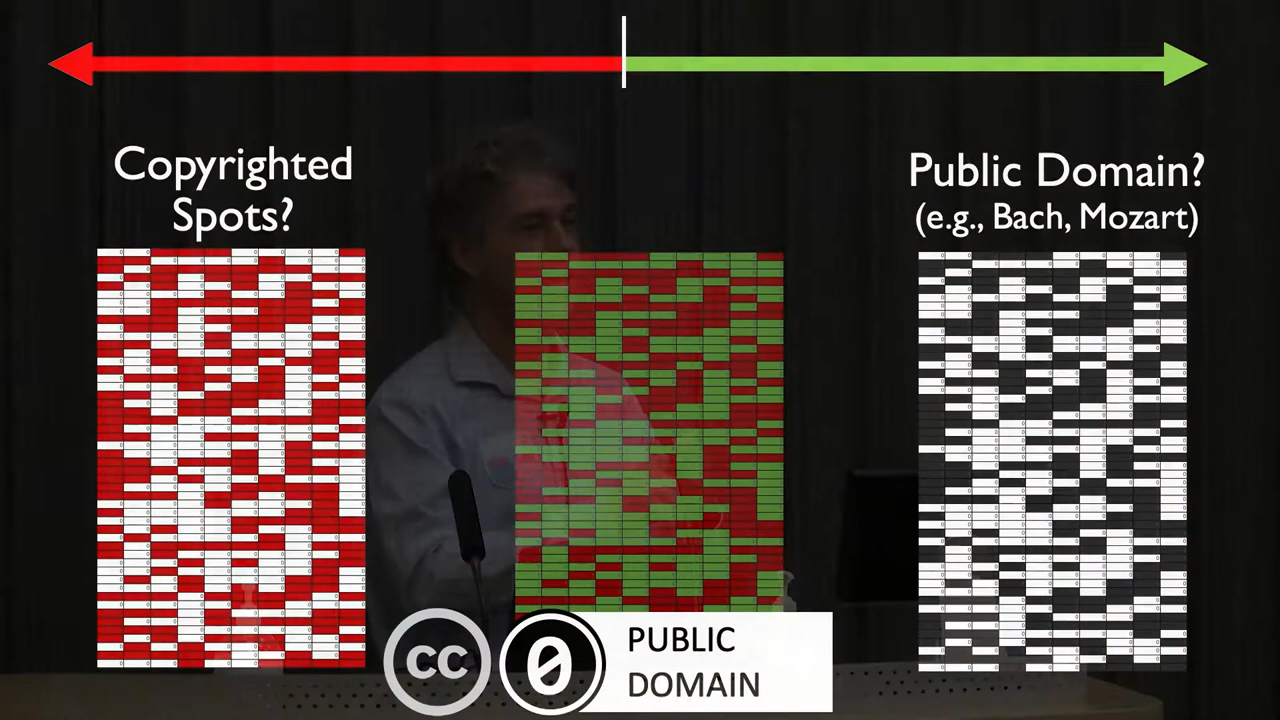 Copyrighted
Spots?
Public Domain?
(e.g., Bach, Mozart)
cc
0
PUBLIC
DOMAIN